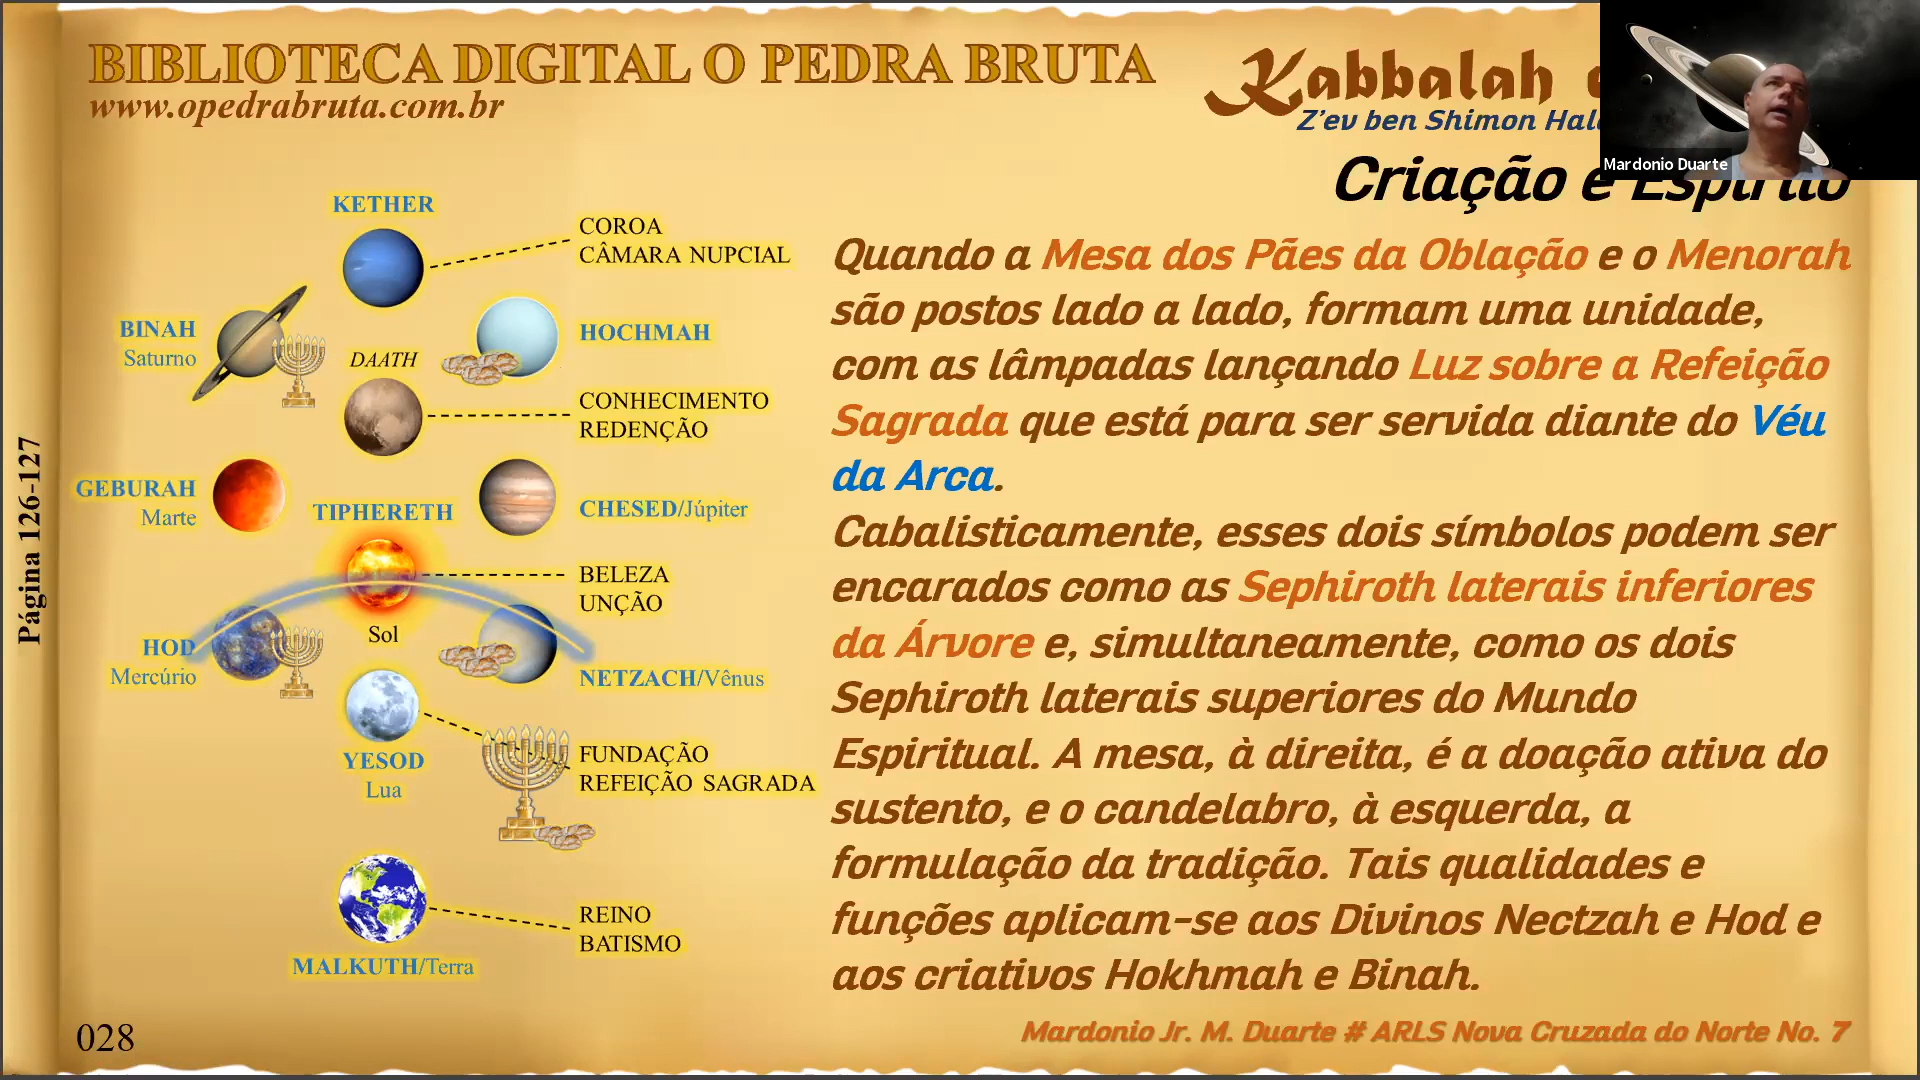 BIBLIOTECA DIGITAL O PEDRA BRUTA
www.opedrabruta.com.br
Kabbalah
Z'ev ben Shimon
Mardonio Duarte
Criação e Espírito
Página 126-127
KETHER
COROA
CÂMARA NUPCIAL
BINAH
Saturno
HOCHMAH
DAATH
CONHECIMENTO
REDENÇÃO
GEBURAH
Marte
TIPHERETH
CHESED/Júpiter
BELEZA
UNÇÃO
Sol
HOD
Mercúrio
NETZACH/Vênus
YESOD
Lua
FUNDAÇÃO
REFEIÇÃO SAGRADA
REINO
BATISMO
MALKUTH/Terra
Quando a Mesa dos Pães da Oblação e o Menorah
são postos lado a lado, formam uma unidade,
com as lâmpadas lançando Luz sobre a Refeição
Sagrada que está para ser servida diante do Véu
da Arca.
Cabalisticamente, esses dois símbolos podem ser
encarados como as Sephiroth laterais inferiores
da Árvore e, simultaneamente, como os dois
Sephiroth laterais superiores do Mundo
Espiritual. A mesa, à direita, é a doação ativa do
sustento, e o candelabro, à esquerda, a
formulação da tradição. Tais qualidades e
funções aplicam-se aos Divinos Nectzah e Hod e
aos criativos Hokhmah e Binah.
028
Mardonio Jr. M. Duarte # ARLS Nova Cruzada do Norte No. 7